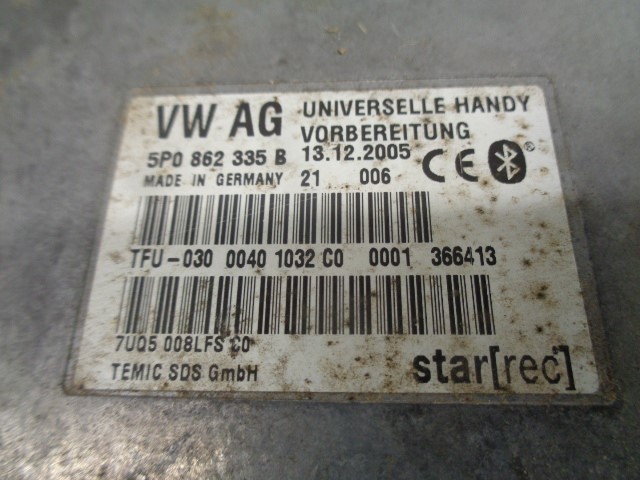 VW AG UNIVERSELLE HANDY
VORBEREITUNG
5P0 862 335 B 13.12.2005
MADE IN GERMANY 21 006
CE
TFU-030 0040 1032 C0 0001 366413
7UQ5 008LFS C0
TEMIC SDS GmbH
star[rec]